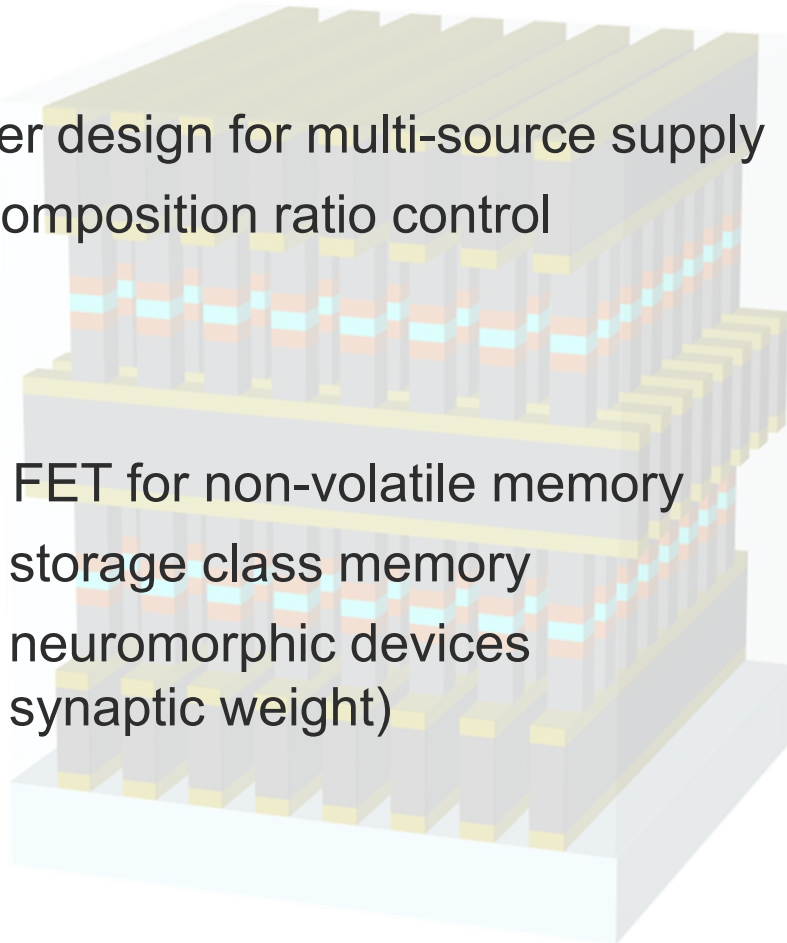 er design for multi-source supply
omposition ratio control
FET for non-volatile memory
storage class memory
neuromorphic devices
synaptic weight)